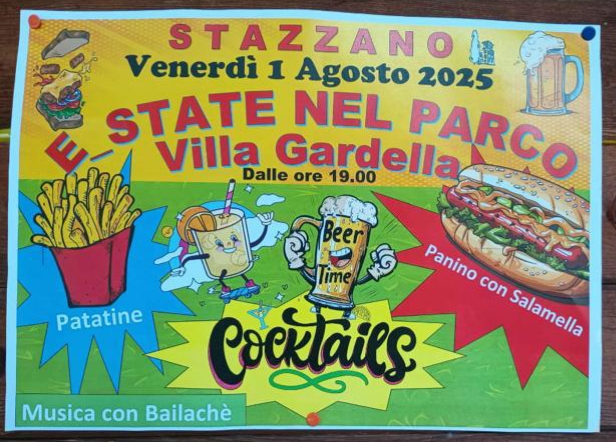 STAZZANO
Venerdì 1 Agosto 2025
E_STATE NEL PARCO
Villa Gardella
Dalle ore 19.00
Beer
Time
Panino con Salamella
Patatine
Cocktails
Musica con Bailachè